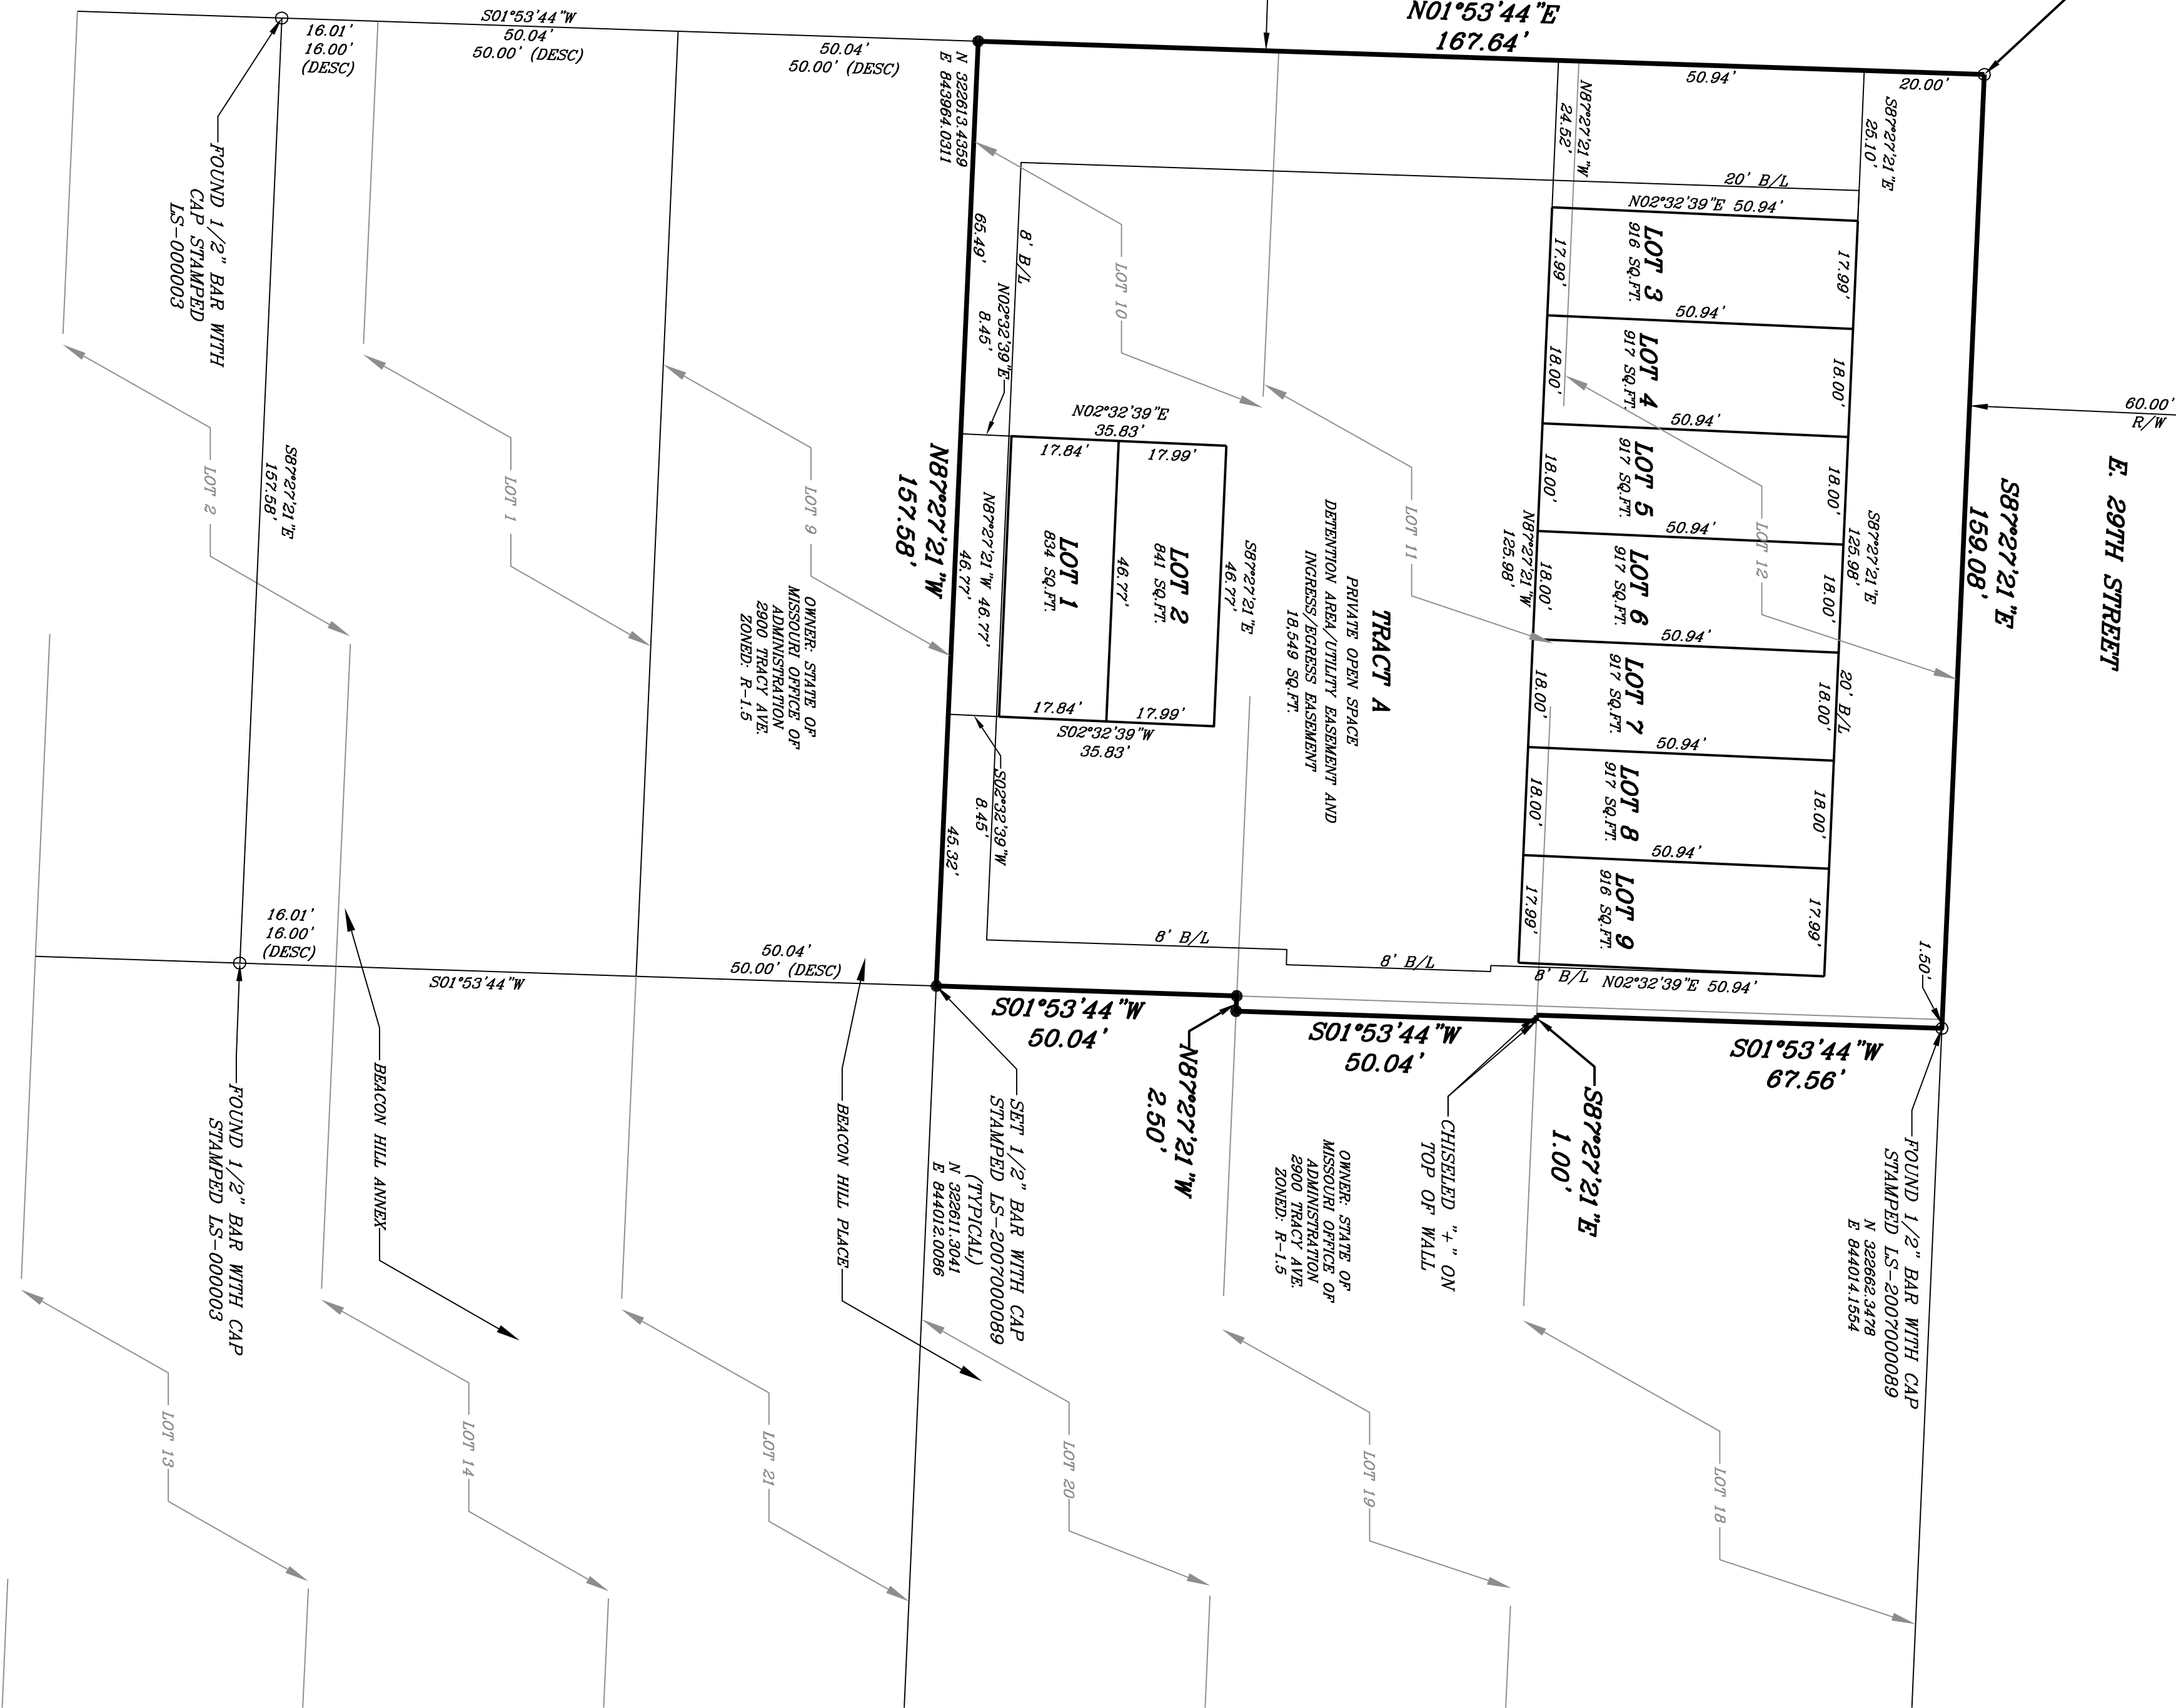 N01°53'44"E
167.64'
S01°53'44"W
16.01'
16.00'
(DESC)
50.04'
50.00' (DESC)
50.04'
50.00' (DESC)
N 322613.4359
E 843964.0311
50.94'
20.00'
S87°27'21"E
25.10'
N87°27'21"W
24.52'
20' B/L
N02°32'39"E 50.94'
60.00'
R/W
E. 29TH STREET
S87°27'21"E
159.08'
LOT 3
916 SQ.FT.
17.99'
17.99'
50.94'
LOT 4
917 SQ.FT.
18.00'
18.00'
50.94'
LOT 5
917 SQ.FT.
18.00'
18.00'
50.94'
LOT 6
917 SQ.FT.
18.00'
18.00'
50.94'
LOT 7
917 SQ.FT.
18.00'
18.00'
50.94'
LOT 8
917 SQ.FT.
18.00'
18.00'
50.94'
LOT 9
916 SQ.FT.
17.99'
17.99'
S87°27'21"E
125.98'
20' B/L
N87°27'21"W
125.98'
LOT 12
LOT 11
LOT 10
TRACT A
PRIVATE OPEN SPACE
DETENTION AREA/UTILITY EASEMENT AND
INGRESS/EGRESS EASEMENT
18,549 SQ.FT.
8' B/L
65.49'
N02°32'39"E
8.45'
N02°32'39"E
35.83'
17.84'
17.99'
S87°27'21"E
46.77'
LOT 2
841 SQ.FT.
46.77'
LOT 1
834 SQ.FT.
N87°27'21"W 46.77'
46.77'
17.84'
17.99'
S02°32'39"W
35.83'
S02°32'39"W
8.45'
45.32'
N87°27'21"W
157.58'
8' B/L
8' B/L
8' B/L
N02°32'39"E 50.94'
1.50'
FOUND 1/2" BAR WITH
CAP STAMPED
LS-000003
S87°27'21"E
157.58'
LOT 2
LOT 1
LOT 9
OWNER: STATE OF
MISSOURI OFFICE OF
ADMINISTRATION
2900 TRACY AVE.
ZONED: R-1.5
16.01'
16.00'
(DESC)
S01°53'44"W
50.04'
50.00' (DESC)
S01°53'44"W
50.04'
N87°27'21"W
2.50'
S01°53'44"W
50.04'
S87°27'21"E
1.00'
S01°53'44"W
67.56'
FOUND 1/2" BAR WITH CAP
STAMPED LS-000003
BEACON HILL ANNEX
BEACON HILL PLACE
SET 1/2" BAR WITH CAP
STAMPED LS-2007000089
(TYPICAL)
N 322611.3041
E 844012.0086
OWNER: STATE OF
MISSOURI OFFICE OF
ADMINISTRATION
2900 TRACY AVE.
ZONED: R-1.5
CHISELED "+" ON
TOP OF WALL
FOUND 1/2" BAR WITH CAP
STAMPED LS-2007000089
N 322662.3478
E 844014.1554
LOT 13
LOT 14
LOT 21
LOT 20
LOT 19
LOT 18